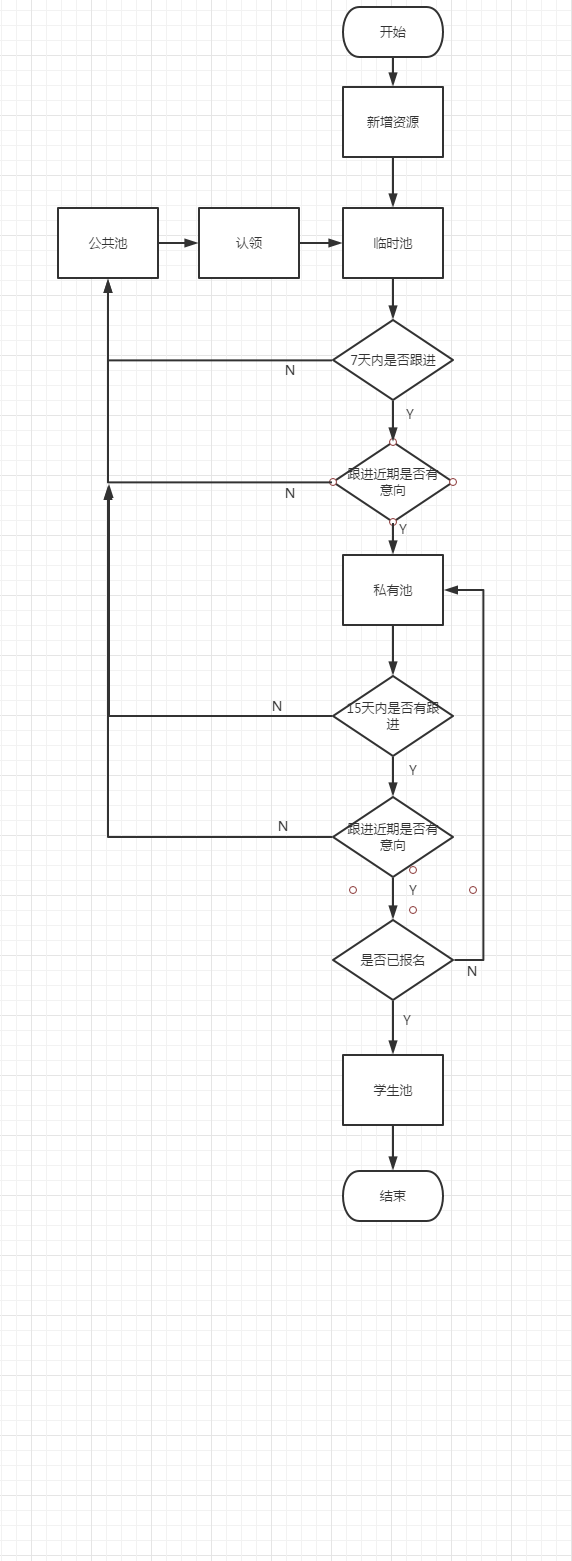 开始
新增资源
公共池
认领
临时池
7天内是否跟进
N
Y
跟进近期是否有
意向
N
Y
私有池
15天内是否有跟
进
N
Y
跟进近期是否有
意向
N
Y
是否已报名
N
Y
学生池
结束